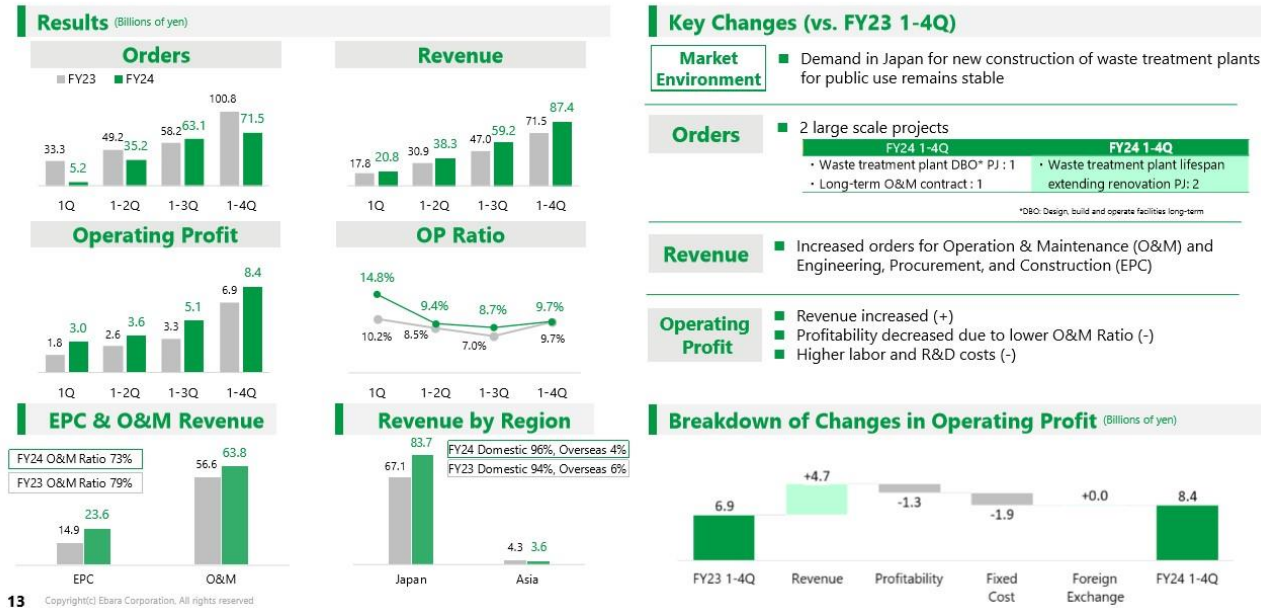 Results (Billions of yen)
Orders
FY23 FY24
33.3
5.2
49.2
35.2
58.2
63.1
100.8
71.5
1Q 1-2Q 1-3Q 1-4Q
Revenue
17.8
20.8
30.9
38.3
47.0
59.2
71.5
87.4
1Q 1-2Q 1-3Q 1-4Q
Operating Profit
1.8
3.0
2.6
3.6
3.3
5.1
6.9
8.4
1Q 1-2Q 1-3Q 1-4Q
OP Ratio
14.8%
9.4%
8.7%
9.7%
10.2%
8.5%
7.0%
9.7%
1Q 1-2Q 1-3Q 1-4Q
EPC & O&M Revenue
FY24 O&M Ratio 73%
FY23 O&M Ratio 79%
14.9
23.6
56.6
63.8
EPC O&M
Revenue by Region
FY24 Domestic 96%, Overseas 4%
FY23 Domestic 94%, Overseas 6%
67.1
83.7
4.3
3.6
Japan Asia
Key Changes (vs. FY23 1-4Q)
Market
Environment
■ Demand in Japan for new construction of waste treatment plants
for public use remains stable
Orders
■ 2 large scale projects
FY24 1-4Q FY24 1-4Q
・Waste treatment plant DBO* PJ : 1
・Long-term O&M contract : 1
・Waste treatment plant lifespan
extending renovation PJ: 2
*DBO: Design, build and operate facilities long-term
Revenue
■ Increased orders for Operation & Maintenance (O&M) and
Engineering, Procurement, and Construction (EPC)
Operating
Profit
■ Revenue increased (+)
■ Profitability decreased due to lower O&M Ratio (-)
■ Higher labor and R&D costs (-)
Breakdown of Changes in Operating Profit (Billions of yen)
6.9
+4.7
-1.3
-1.9
+0.0
8.4
FY23 1-4Q Revenue Profitability Fixed Foreign FY24 1-4Q
Cost Exchange
13 Copyright(c) Ebara Corporation, All rights reserved